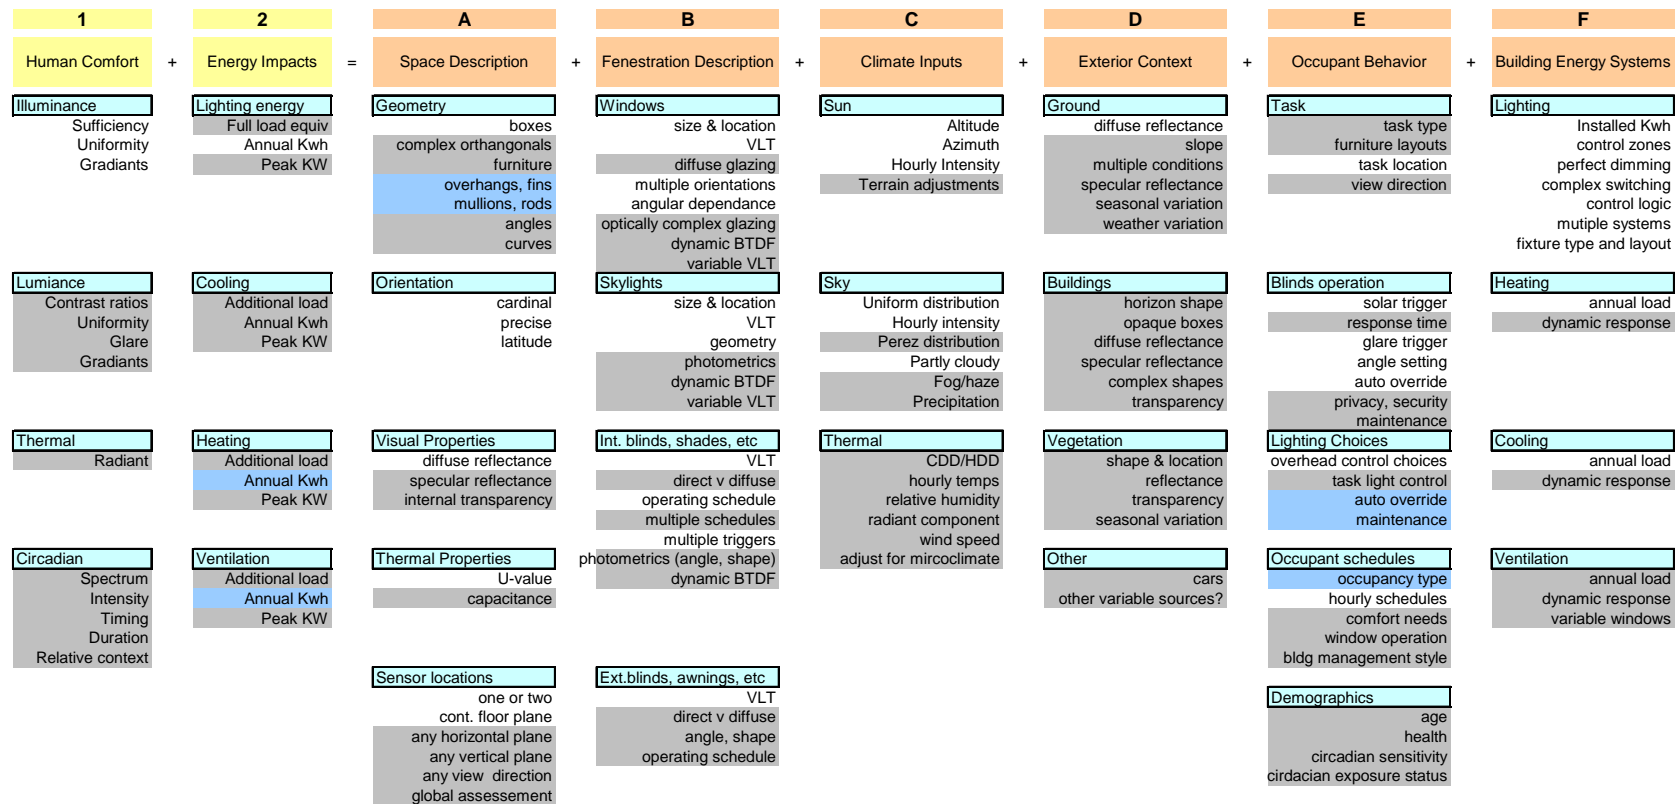 1
2
A
B
C
D
E
F
Human Comfort + Energy Impacts = Space Description + Fenestration Description + Climate Inputs + Exterior Context + Occupant Behavior + Building Energy Systems
Illuminance
Sufficiency
Uniformity
Gradiants
Lumiance
Contrast ratios
Uniformity
Glare
Gradiants
Thermal
Radiant
Circadian
Spectrum
Intensity
Timing
Duration
Relative context
Lighting energy
Full load equiv
Annual Kwh
Peak KW
Cooling
Additional load
Annual Kwh
Peak KW
Heating
Additional load
Annual Kwh
Peak KW
Ventilation
Additional load
Annual Kwh
Peak KW
Geometry
boxes
complex orthangonals
furniture
overhangs, fins
mullions, rods
angles
curves
Orientation
cardinal
precise
latitude
Visual Properties
diffuse reflectance
specular reflectance
internal transparency
Thermal Properties
U-value
capacitance
Sensor locations
one or two
cont. floor plane
any horizontal plane
any vertical plane
any view direction
global assessement
Windows
size & location
VLT
diffuse glazing
multiple orientations
angular dependance
optically complex glazing
dynamic BTDF
variable VLT
Skylights
size & location
VLT
geometry
photometrics
dynamic BTDF
variable VLT
Int. blinds, shades, etc
VLT
direct v diffuse
operating schedule
multiple schedules
multiple triggers
photometrics (angle, shape)
dynamic BTDF
Ext.blinds, awnings, etc
VLT
direct v diffuse
angle, shape
operating schedule
Sun
Altitude
Azimuth
Hourly Intensity
Terrain adjustments
Sky
Uniform distribution
Hourly intensity
Perez distribution
Partly cloudy
Fog/haze
Precipitation
Thermal
CDD/HDD
hourly temps
relative humidity
radiant component
wind speed
adjust for mircoclimate
Ground
diffuse reflectance
slope
multiple conditions
specular reflectance
seasonal variation
weather variation
Buildings
horizon shape
opaque boxes
diffuse reflectance
specular reflectance
complex shapes
transparency
Vegetation
shape & location
reflectance
transparency
seasonal variation
Other
cars
other variable sources?
Task
task type
furniture layouts
task location
view direction
Blinds operation
solar trigger
response time
glare trigger
angle setting
auto override
privacy, security
maintenance
Lighting Choices
overhead control choices
task light control
auto override
maintenance
Occupant schedules
occupancy type
hourly schedules
comfort needs
window operation
bldg management style
Demographics
age
health
circadian sensitivity
cirdacian exposure status
Lighting
Installed Kwh
control zones
perfect dimming
complex switching
control logic
mutiple systems
fixture type and layout
Heating
annual load
dynamic response
Cooling
annual load
dynamic response
Ventilation
annual load
dynamic response
variable windows